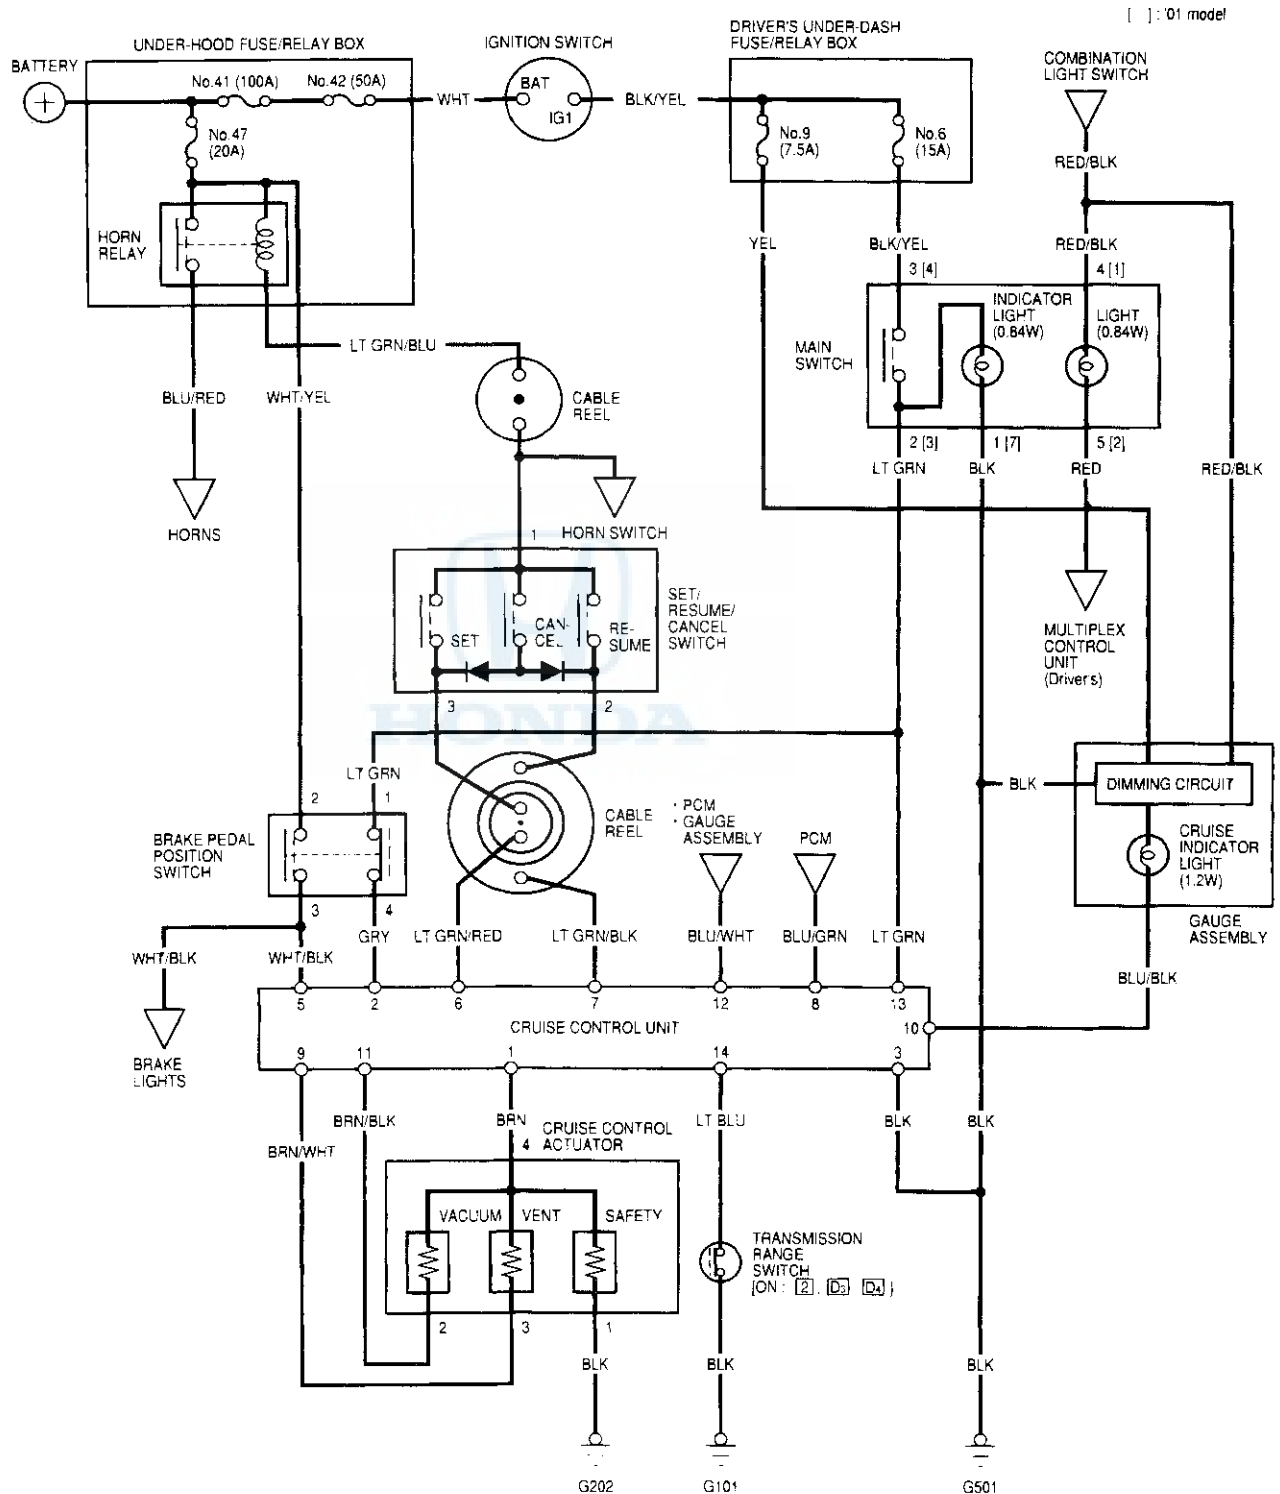 [ ] : '01 model
UNDER-HOOD FUSE/RELAY BOX
IGNITION SWITCH
DRIVER'S UNDER-DASH
FUSE/RELAY BOX
COMBINATION
LIGHT SWITCH
BATTERY
No.41 (100A)
No.42 (50A)
WHT
BAT
IG1
BLK/YEL
No.47
(20A)
No.9
(7.5A)
No.6
(15A)
RED/BLK
HORN
RELAY
YEL
BLK/YEL
RED/BLK
3 [4]
4 [1]
INDICATOR
LIGHT
(0.84W)
LIGHT
(0.84W)
MAIN
SWITCH
LT GRN/BLU
BLU/RED
WHT/YEL
CABLE
REEL
2 [3]
1 [7]
5 [2]
LT GRN
BLK
RED
RED/BLK
HORNS
HORN SWITCH
1
SET
CAN-
CEL
RE-
SUME
SET/
RESUME/
CANCEL
SWITCH
MULTIPLEX
CONTROL
UNIT
(Driver's)
3
2
HONDA
LT GRN
2
1
BRAKE PEDAL
POSITION
SWITCH
CABLE
REEL
• PCM
• GAUGE
ASSEMBLY
PCM
BLK
DIMMING CIRCUIT
CRUISE
INDICATOR
LIGHT
(1.2W)
GAUGE
ASSEMBLY
3
4
WHT/BLK
WHT/BLK
GRY
LT GRN/RED
LT GRN/BLK
BLU/WHT
BLU/GRN
LT GRN
BLU/BLK
5
2
6
7
12
8
13
CRUISE CONTROL UNIT
10
9
11
1
14
3
BRAKE
LIGHTS
BRN/WHT
BRN/BLK
BRN
LT BLU
BLK
BLK
4
CRUISE CONTROL
ACTUATOR
VACUUM
VENT
SAFETY
TRANSMISSION
RANGE
SWITCH
[ON : 2, D3 D4]
2
3
1
BLK
BLK
BLK
G202
G101
G501